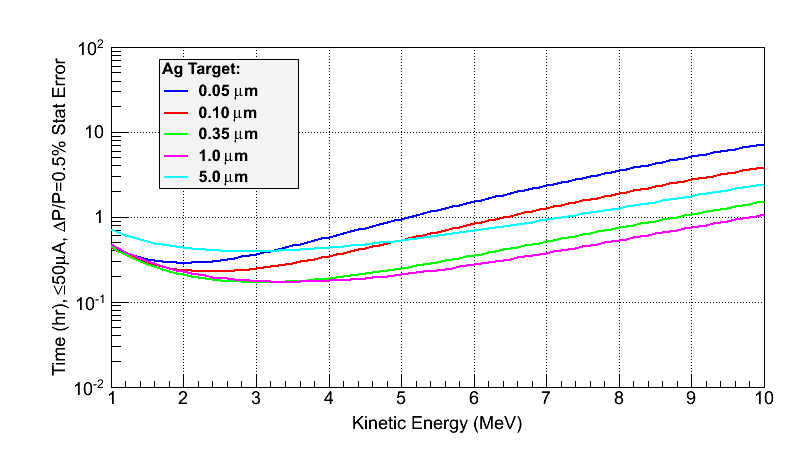 Time (hr), ≤50μA, ΔP/P=0.5% Stat Error
10²
10
1
10⁻¹
10⁻²
Ag Target:
0.05 μm
0.10 μm
0.35 μm
1.0 μm
5.0 μm
1 2 3 4 5 6 7 8 9 10
Kinetic Energy (MeV)